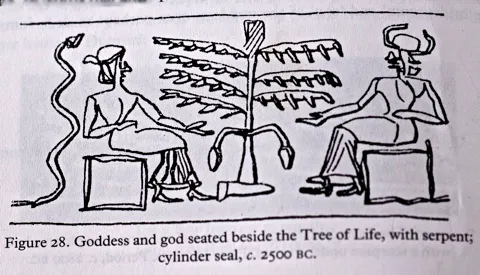 Figure 28. Goddess and god seated beside the Tree of Life, with serpent;
cylinder seal, c. 2500 BC.